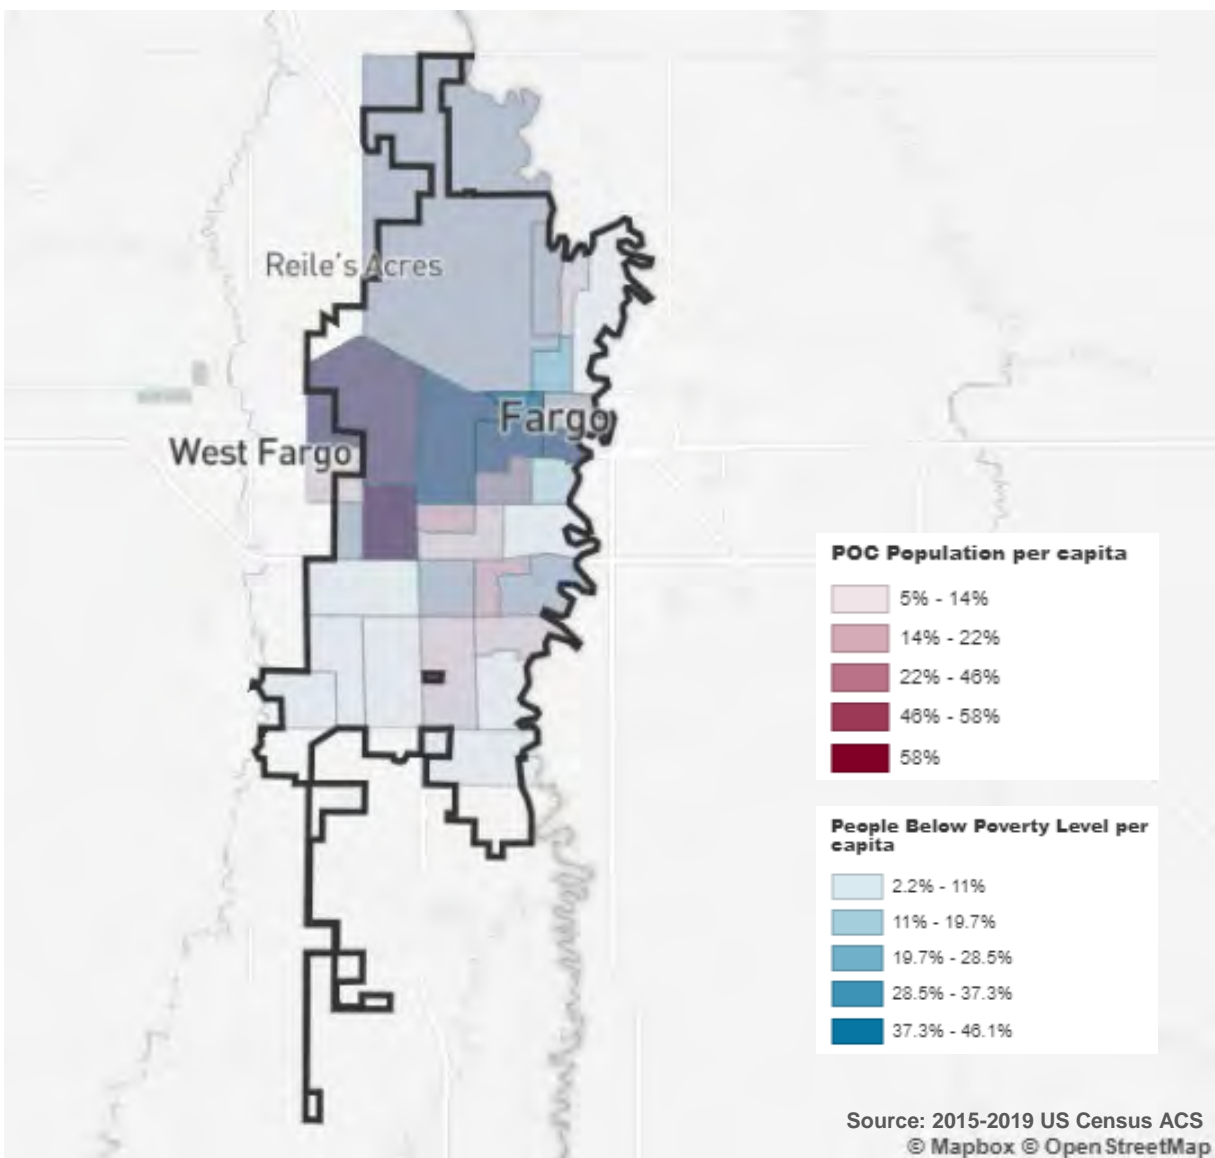 Reile's Acres
Fargo
West Fargo
POC Population per capita
5% - 14%
14% - 22%
22% - 46%
46% - 58%
58%
People Below Poverty Level per
capita
2.2% - 11%
11% - 19.7%
19.7% - 28.5%
28.5% - 37.3%
37.3% - 46.1%
Source: 2015-2019 US Census ACS
© Mapbox © OpenStreetMap